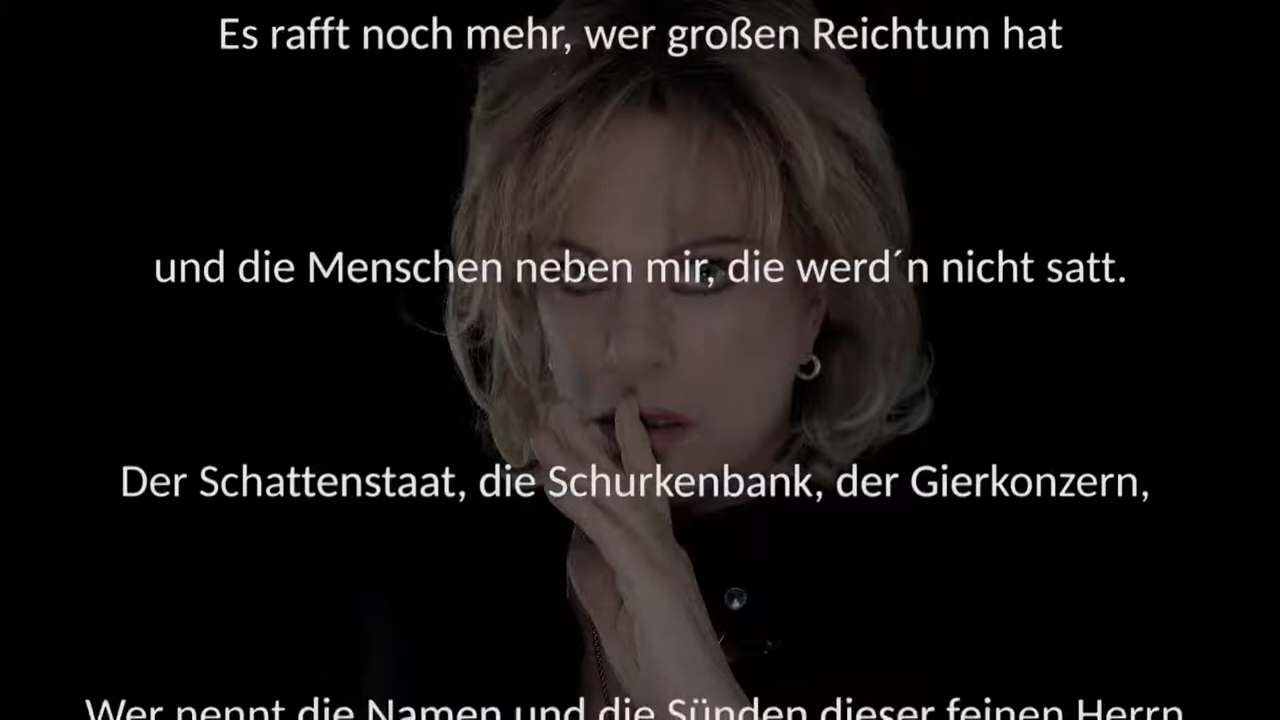 Es rafft noch mehr, wer großen Reichtum hat
und die Menschen neben mir, die werd´n nicht satt.
Der Schattenstaat, die Schurkenbank, der Gierkonzern,
Wer nennt die Namen und die Sünden dieser feinen Herrn